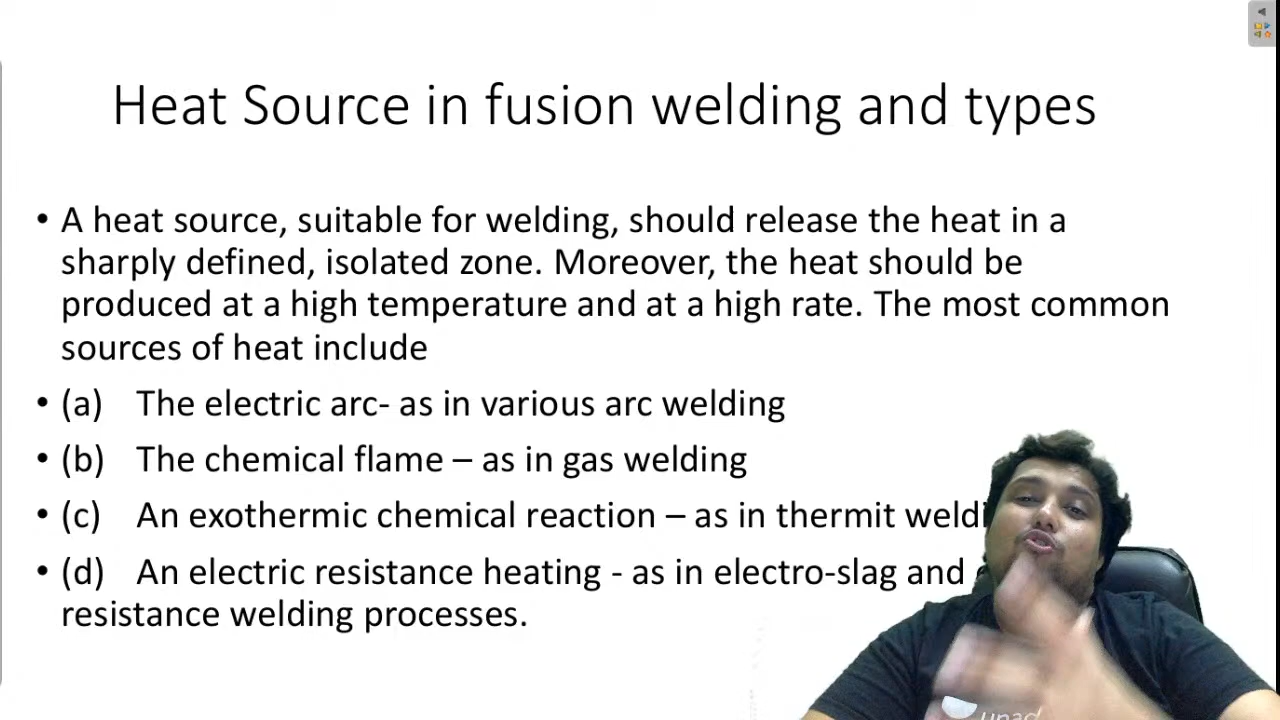 Heat Source in fusion welding and types
• A heat source, suitable for welding, should release the heat in a
sharply defined, isolated zone. Moreover, the heat should be
produced at a high temperature and at a high rate. The most common
sources of heat include
• (a) The electric arc- as in various arc welding
• (b) The chemical flame – as in gas welding
• (c) An exothermic chemical reaction – as in thermit
• (d) An electric resistance heating - as in electro-slag and
resistance welding processes.